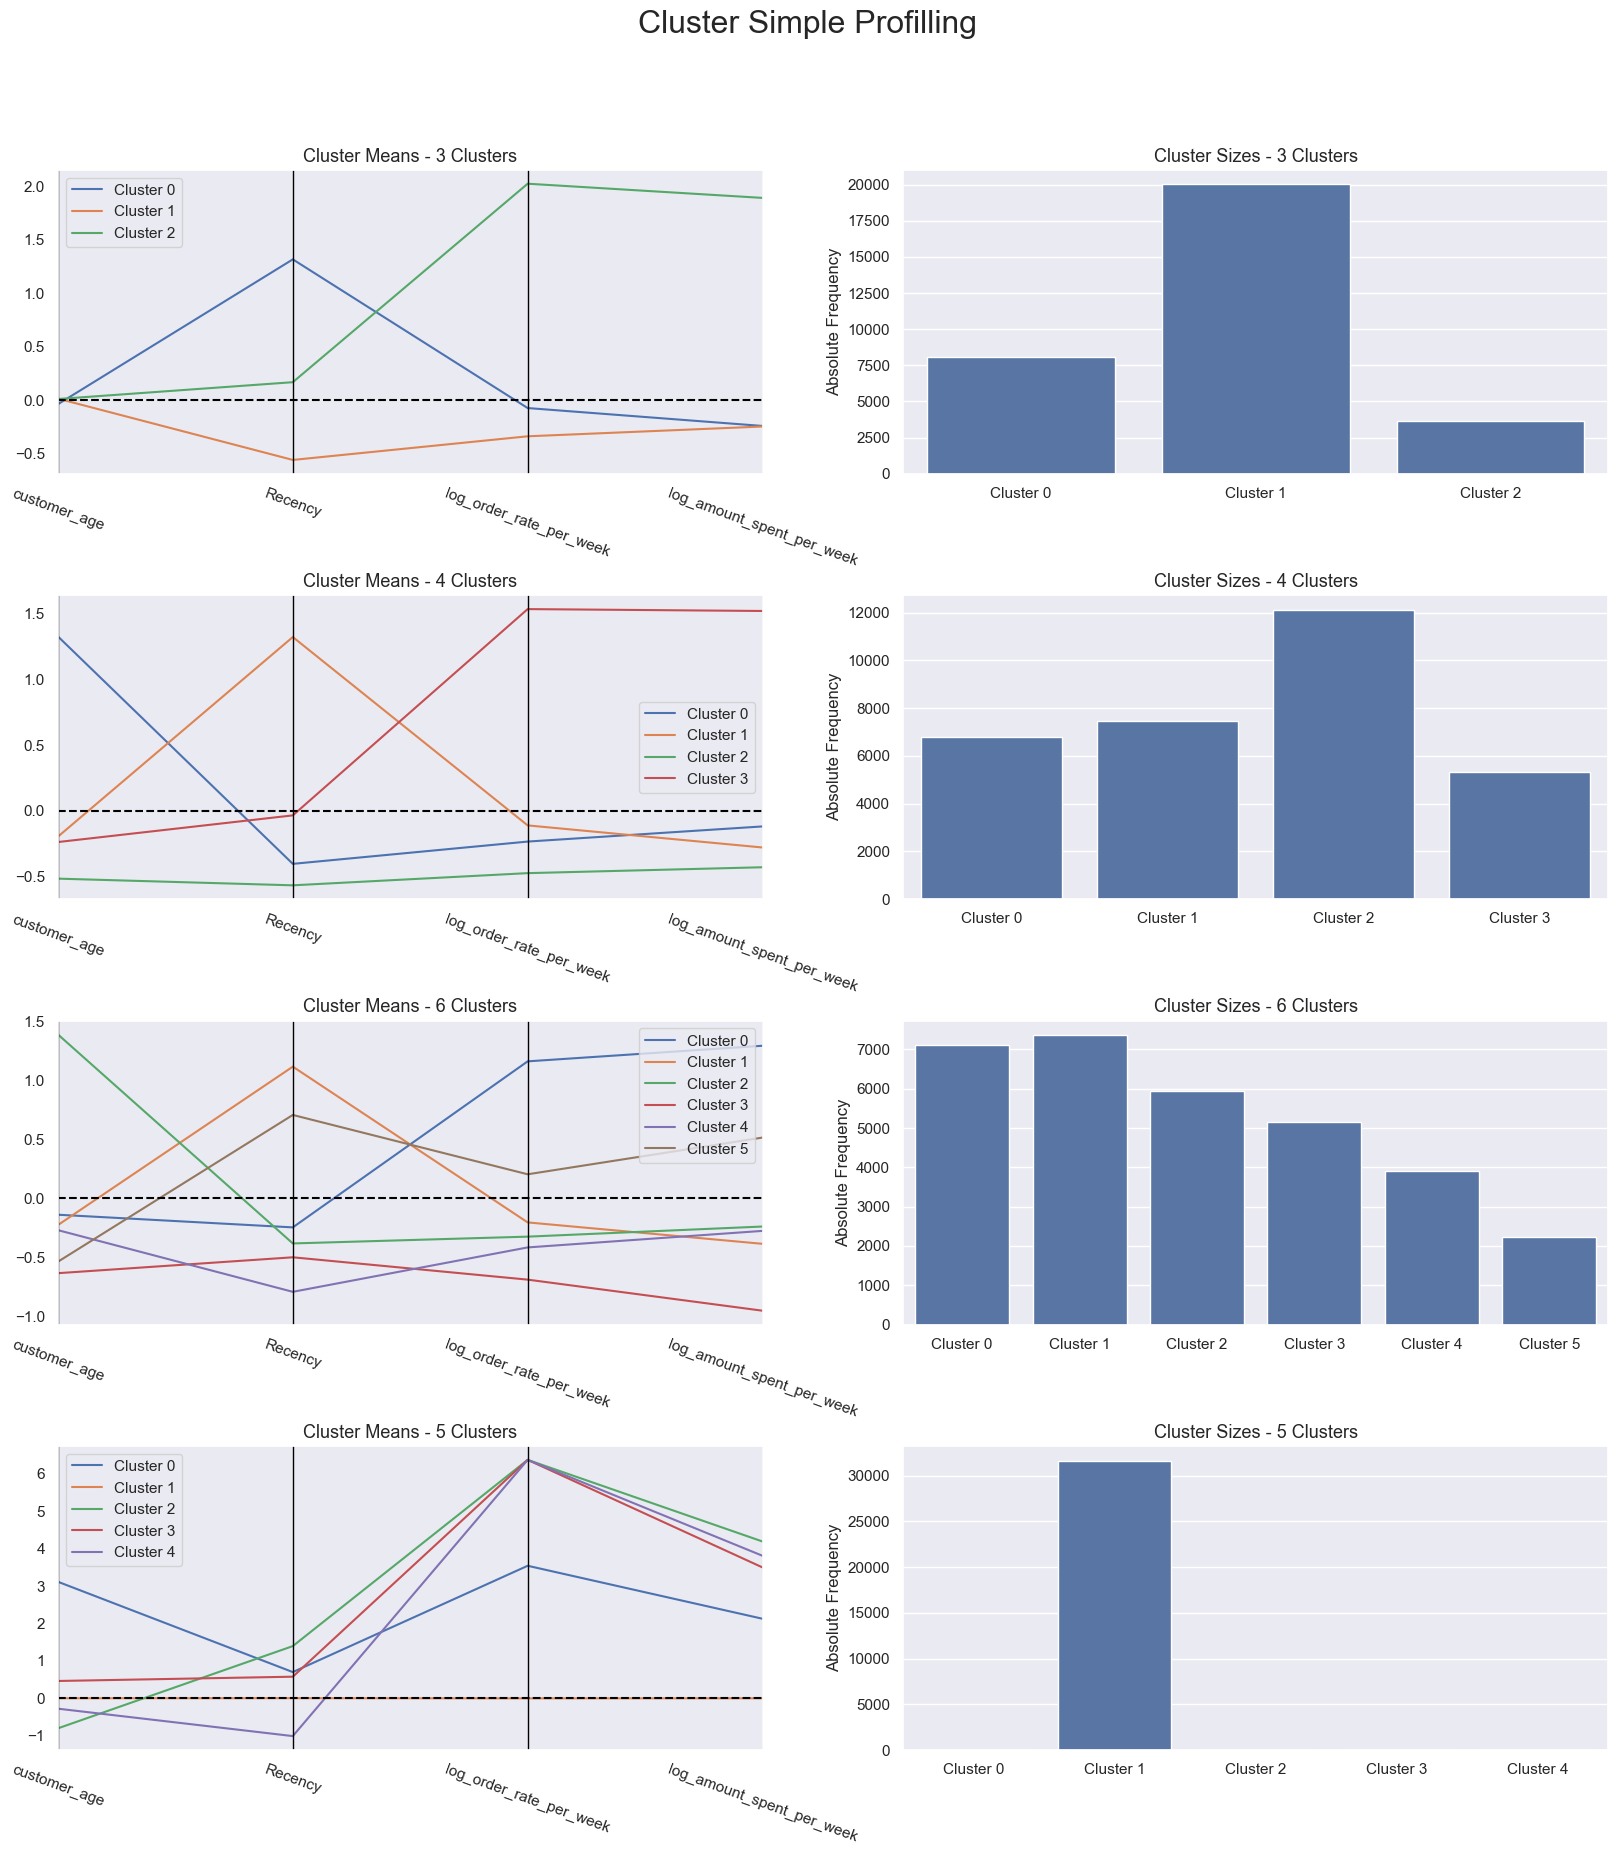 Cluster Simple Profilling
Cluster Means - 3 Clusters
2.0
1.5
1.0
0.5
0.0
−0.5
Cluster 0
Cluster 1
Cluster 2
customer_age
Recency
log_order_rate_per_week
log_amount_spent_per_week
Cluster Sizes - 3 Clusters
Absolute Frequency
20000
17500
15000
12500
10000
7500
5000
2500
0
Cluster 0
Cluster 1
Cluster 2
Cluster Means - 4 Clusters
1.5
1.0
0.5
0.0
−0.5
Cluster 0
Cluster 1
Cluster 2
Cluster 3
customer_age
Recency
log_order_rate_per_week
log_amount_spent_per_week
Cluster Sizes - 4 Clusters
Absolute Frequency
12000
10000
8000
6000
4000
2000
0
Cluster 0
Cluster 1
Cluster 2
Cluster 3
Cluster Means - 6 Clusters
1.5
1.0
0.5
0.0
−0.5
−1.0
Cluster 0
Cluster 1
Cluster 2
Cluster 3
Cluster 4
Cluster 5
customer_age
Recency
log_order_rate_per_week
log_amount_spent_per_week
Cluster Sizes - 6 Clusters
Absolute Frequency
7000
6000
5000
4000
3000
2000
1000
0
Cluster 0
Cluster 1
Cluster 2
Cluster 3
Cluster 4
Cluster 5
Cluster Means - 5 Clusters
6
5
4
3
2
1
0
−1
Cluster 0
Cluster 1
Cluster 2
Cluster 3
Cluster 4
customer_age
Recency
log_order_rate_per_week
log_amount_spent_per_week
Cluster Sizes - 5 Clusters
Absolute Frequency
30000
25000
20000
15000
10000
5000
0
Cluster 0
Cluster 1
Cluster 2
Cluster 3
Cluster 4